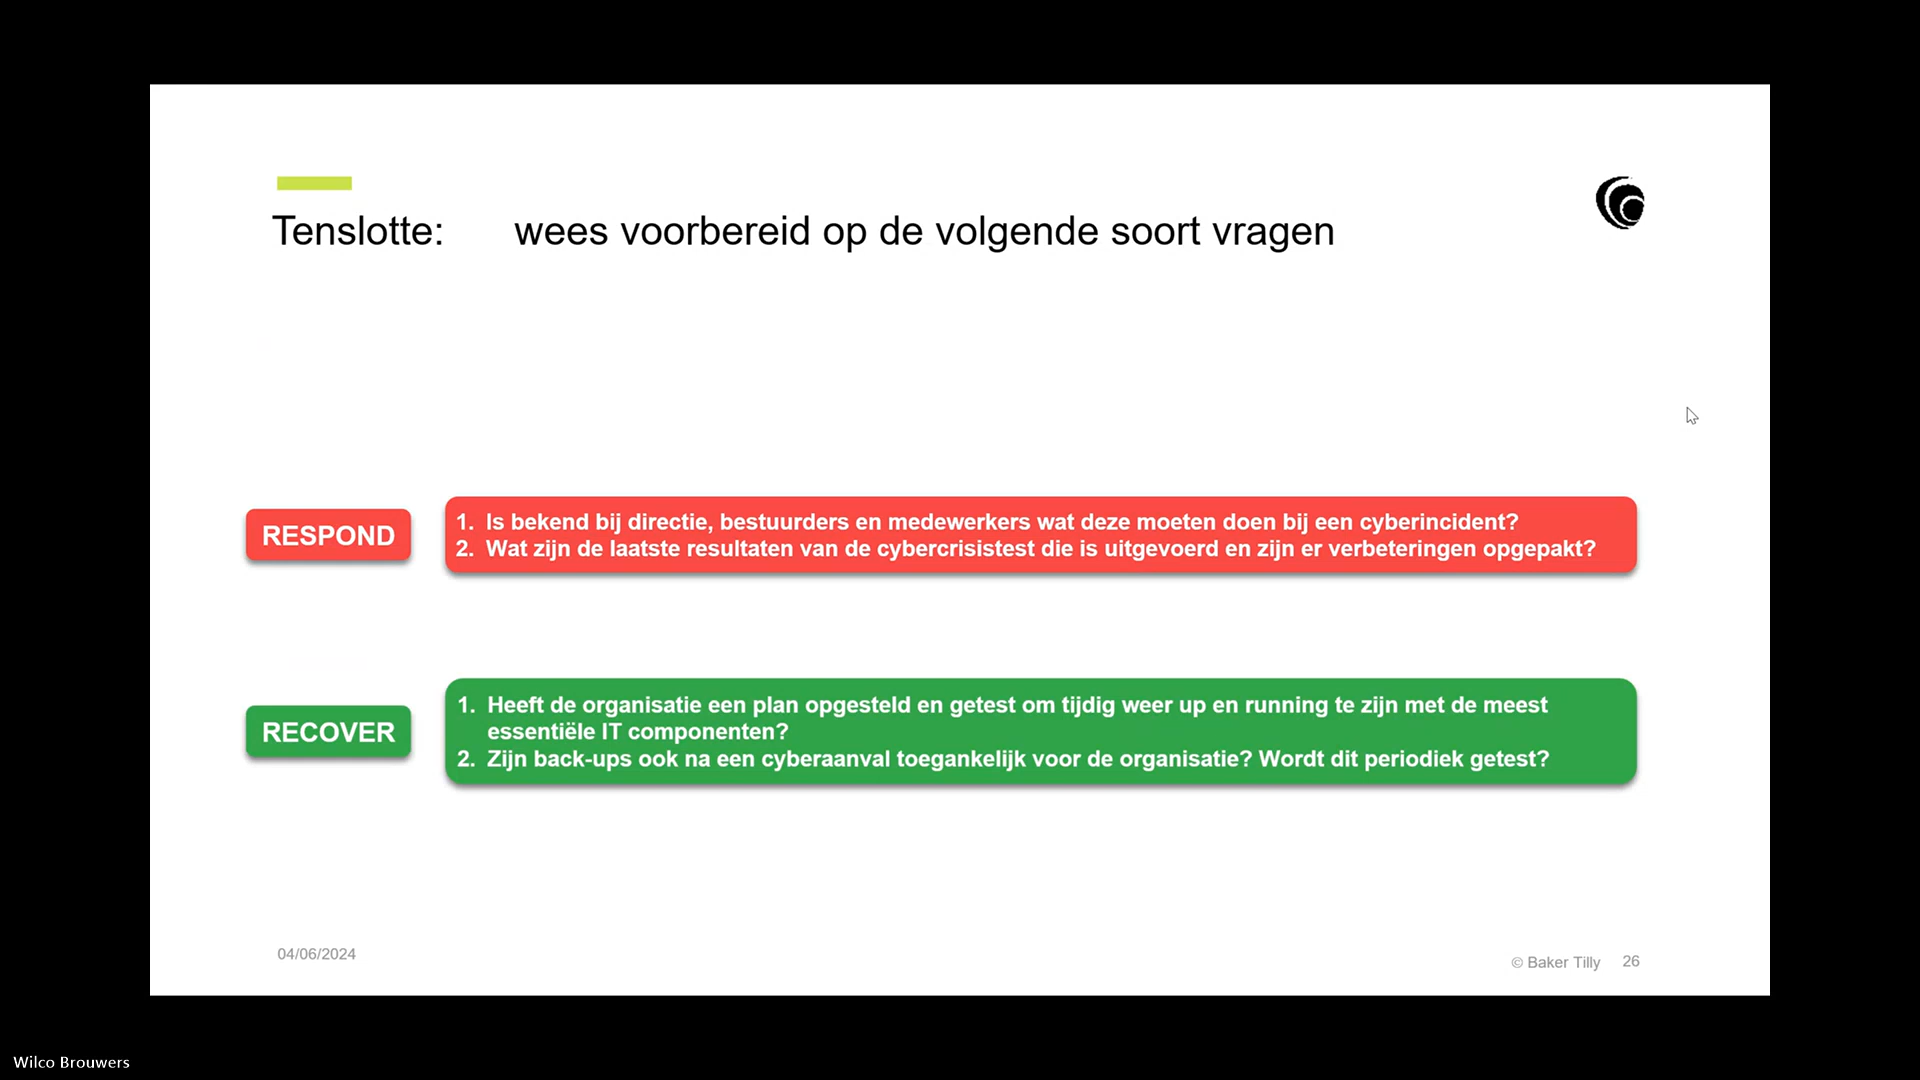 Tenslotte: wees voorbereid op de volgende soort vragen
RESPOND
1. Is bekend bij directie, bestuurders en medewerkers wat deze moeten doen bij een cyberincident?
2. Wat zijn de laatste resultaten van de cybercrisistest die is uitgevoerd en zijn er verbeteringen opgepakt?
RECOVER
1. Heeft de organisatie een plan opgesteld en getest om tijdig weer up en running te zijn met de meest
essentiële IT componenten?
2. Zijn back-ups ook na een cyberaanval toegankelijk voor de organisatie? Wordt dit periodiek getest?
04/06/2024
© Baker Tilly 26
Wilco Brouwers